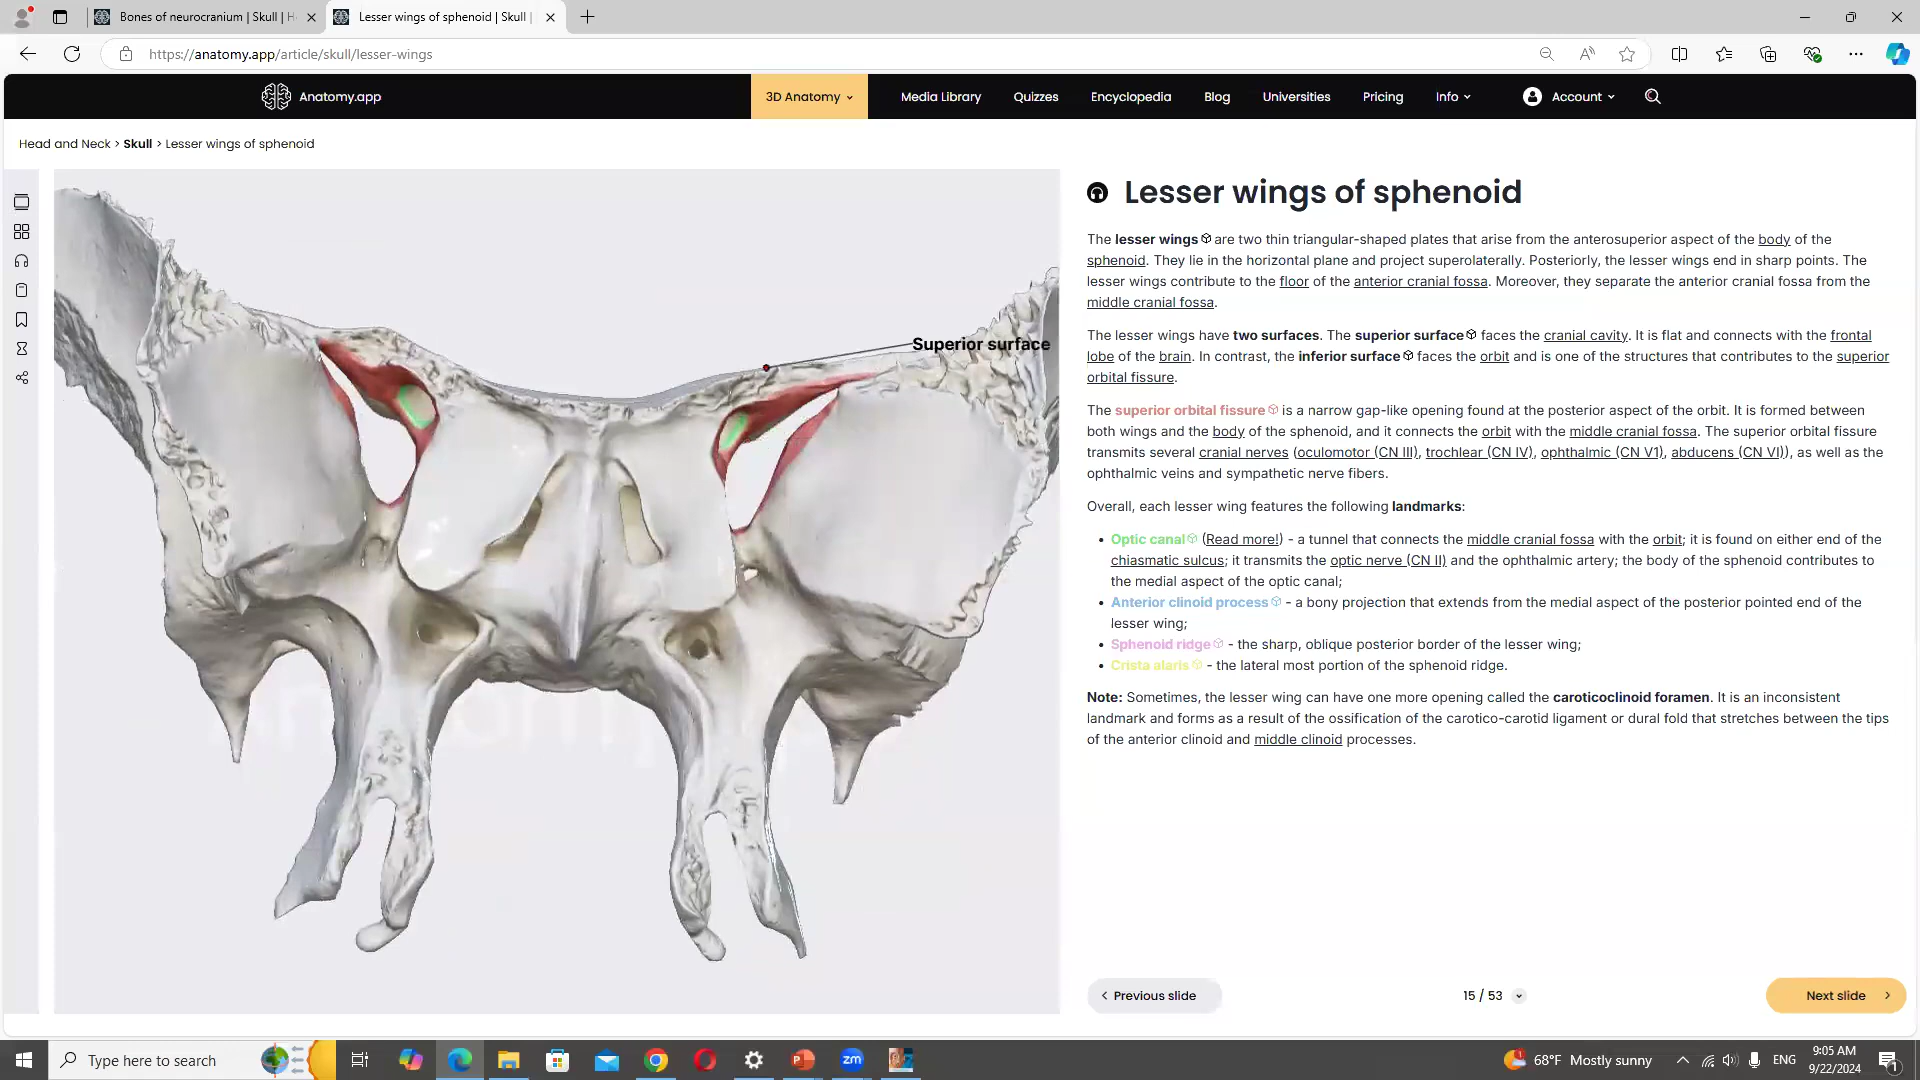 Bones of neurocranium | Skull | H
Lesser wings of sphenoid | Skull |
https://anatomy.app/article/skull/lesser-wings
Anatomy.app
3D Anatomy
Media Library
Quizzes
Encyclopedia
Blog
Universities
Pricing
Info
Account
Head and Neck > Skull > Lesser wings of sphenoid
Superior surface
Lesser wings of sphenoid
The lesser wings are two thin triangular-shaped plates that arise from the anterosuperior aspect of the body of the
sphenoid. They lie in the horizontal plane and project superolaterally. Posteriorly, the lesser wings end in sharp points. The
lesser wings contribute to the floor of the anterior cranial fossa. Moreover, they separate the anterior cranial fossa from the
middle cranial fossa.
The lesser wings have two surfaces. The superior surface faces the cranial cavity. It is flat and connects with the frontal
lobe of the brain. In contrast, the inferior surface faces the orbit and is one of the structures that contributes to the superior
orbital fissure.
The superior orbital fissure is a narrow gap-like opening found at the posterior aspect of the orbit. It is formed between
both wings and the body of the sphenoid, and it connects the orbit with the middle cranial fossa. The superior orbital fissure
transmits several cranial nerves (oculomotor (CN III), trochlear (CN IV), ophthalmic (CN V1), abducens (CN VI)), as well as the
ophthalmic veins and sympathetic nerve fibers.
Overall, each lesser wing features the following landmarks:
• Optic canal (Read more!) - a tunnel that connects the middle cranial fossa with the orbit; it is found on either end of the
chiasmatic sulcus; it transmits the optic nerve (CN II) and the ophthalmic artery; the body of the sphenoid contributes to
the medial aspect of the optic canal;
• Anterior clinoid process - a bony projection that extends from the medial aspect of the posterior pointed end of the
lesser wing;
• Sphenoid ridge - the sharp, oblique posterior border of the lesser wing;
• Crista alaris - the lateral most portion of the sphenoid ridge.
Note: Sometimes, the lesser wing can have one more opening called the caroticoclinoid foramen. It is an inconsistent
landmark and forms as a result of the ossification of the carotico-carotid ligament or dural fold that stretches between the tips
of the anterior clinoid and middle clinoid processes.
Previous slide
15 / 53
Next slide
Type here to search
zm
68°F Mostly sunny
ENG
9:05 AM
9/22/2024
1